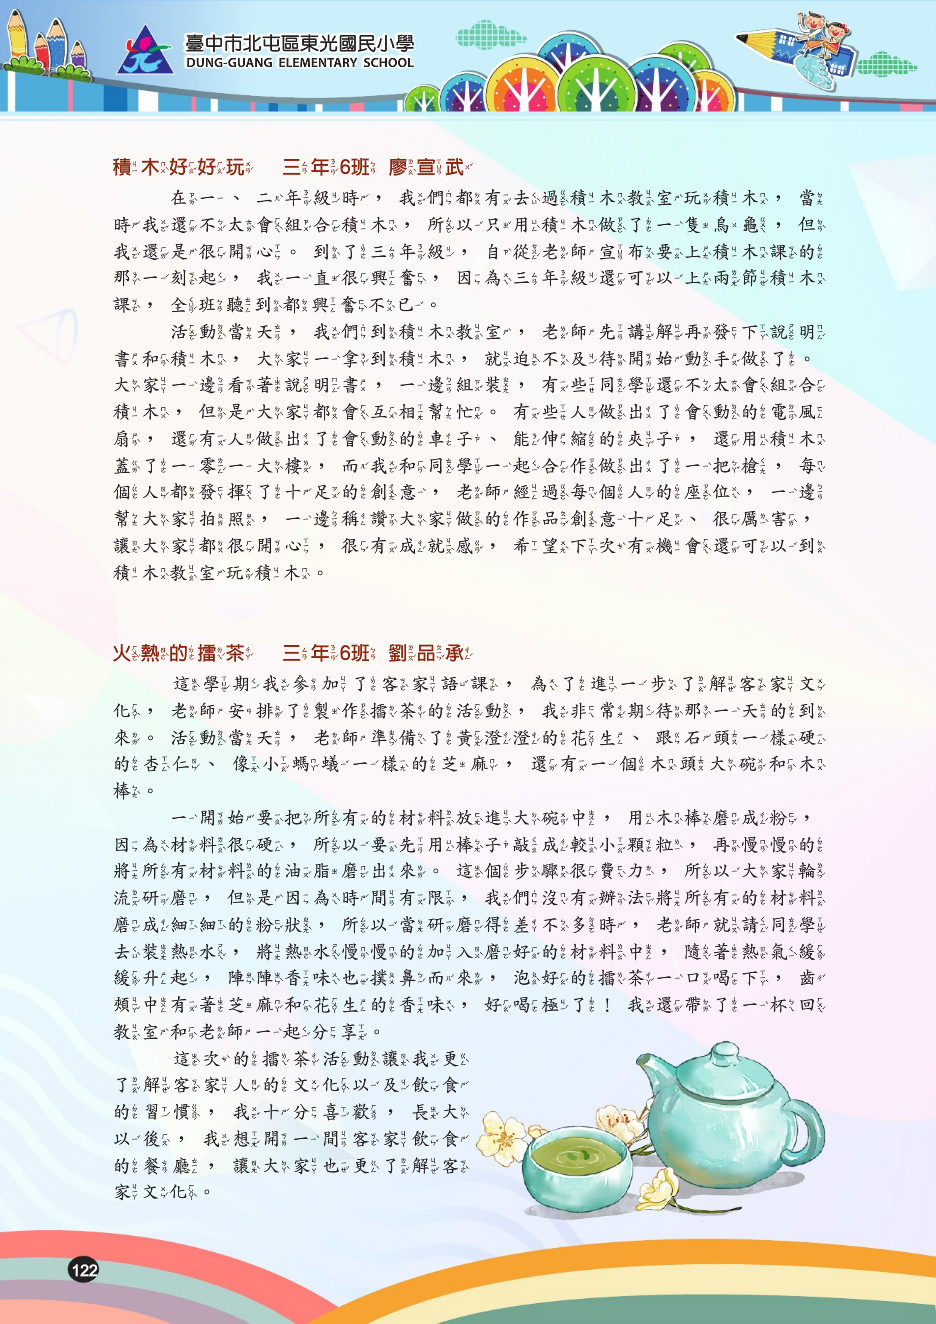 臺中市北屯區東光國民小學
DUNG-GUANG ELEMENTARY SCHOOL
積木好好玩 三年6班 廖宣武
在一、二年級時，我們都有去過積木教室玩積木，當
時我還不太會組合積木，所以只用積木做了一隻烏龜，但
我還是很開心。到了三年級，自從老師宣布要上積木課的
那一刻起，我一直很興奮，因為三年級還可以上兩節積木
課，全班聽到都興奮不已。
活動當天，我們到積木教室，老師先講解再發下說明
書和積木，大家一拿到積木，就迫不及待開始動手做了。
大家一邊看著說明書，一邊組裝，有些同學還不太會組合
積木，但是大家都會互相幫忙。有些人做出了會動的電風
扇，還有人做出了會動的車子、能伸縮的夾子，還用積木
蓋了一零一大樓，而我和同學一起合作做出了一把槍，每
個人都發揮了十足的創意，老師經過每個人的座位，一邊
幫大家拍照，一邊稱讚大家做的作品創意十足、很厲害，
讓大家都很開心，很有成就感，希望下次有機會還可以到
積木教室玩積木。
火熱的擂茶 三年6班 劉品承
這學期我參加了客家語課，為了進一步了解客家文
化，老師安排了製作擂茶的活動，我非常期待那一天的到
來。活動當天，老師準備了黃澄澄的花生、跟石頭一樣硬
的杏仁、像小螞蟻一樣的芝麻，還有一個木頭大碗和木
棒。
一開始要把所有的材料放進大碗中，用木棒磨成粉，
因為材料很硬，所以要先用棒子敲成較小顆粒，再慢慢的
將所有材料的油脂磨出來。這個步驟很費力，所以大家輪
流研磨，但是因為時間有限，我們沒有辦法將所有的材料
磨成細細的粉狀，所以當研磨得差不多時，老師就請同學
去裝熱水，將熱水慢慢的加入磨好的材料中，隨著熱氣緩
緩升起，陣陣香味也撲鼻而來，泡好的擂茶一口喝下，齒
頰中有著芝麻和花生的香味，好喝極了！我還帶了一杯回
教室和老師一起分享。
這次的擂茶活動讓我更
了解客家人的文化以及飲食
的習慣，我十分喜歡，長大
以後，我想開一間客家飲食
的餐廳，讓大家也更了解客
家文化。
122